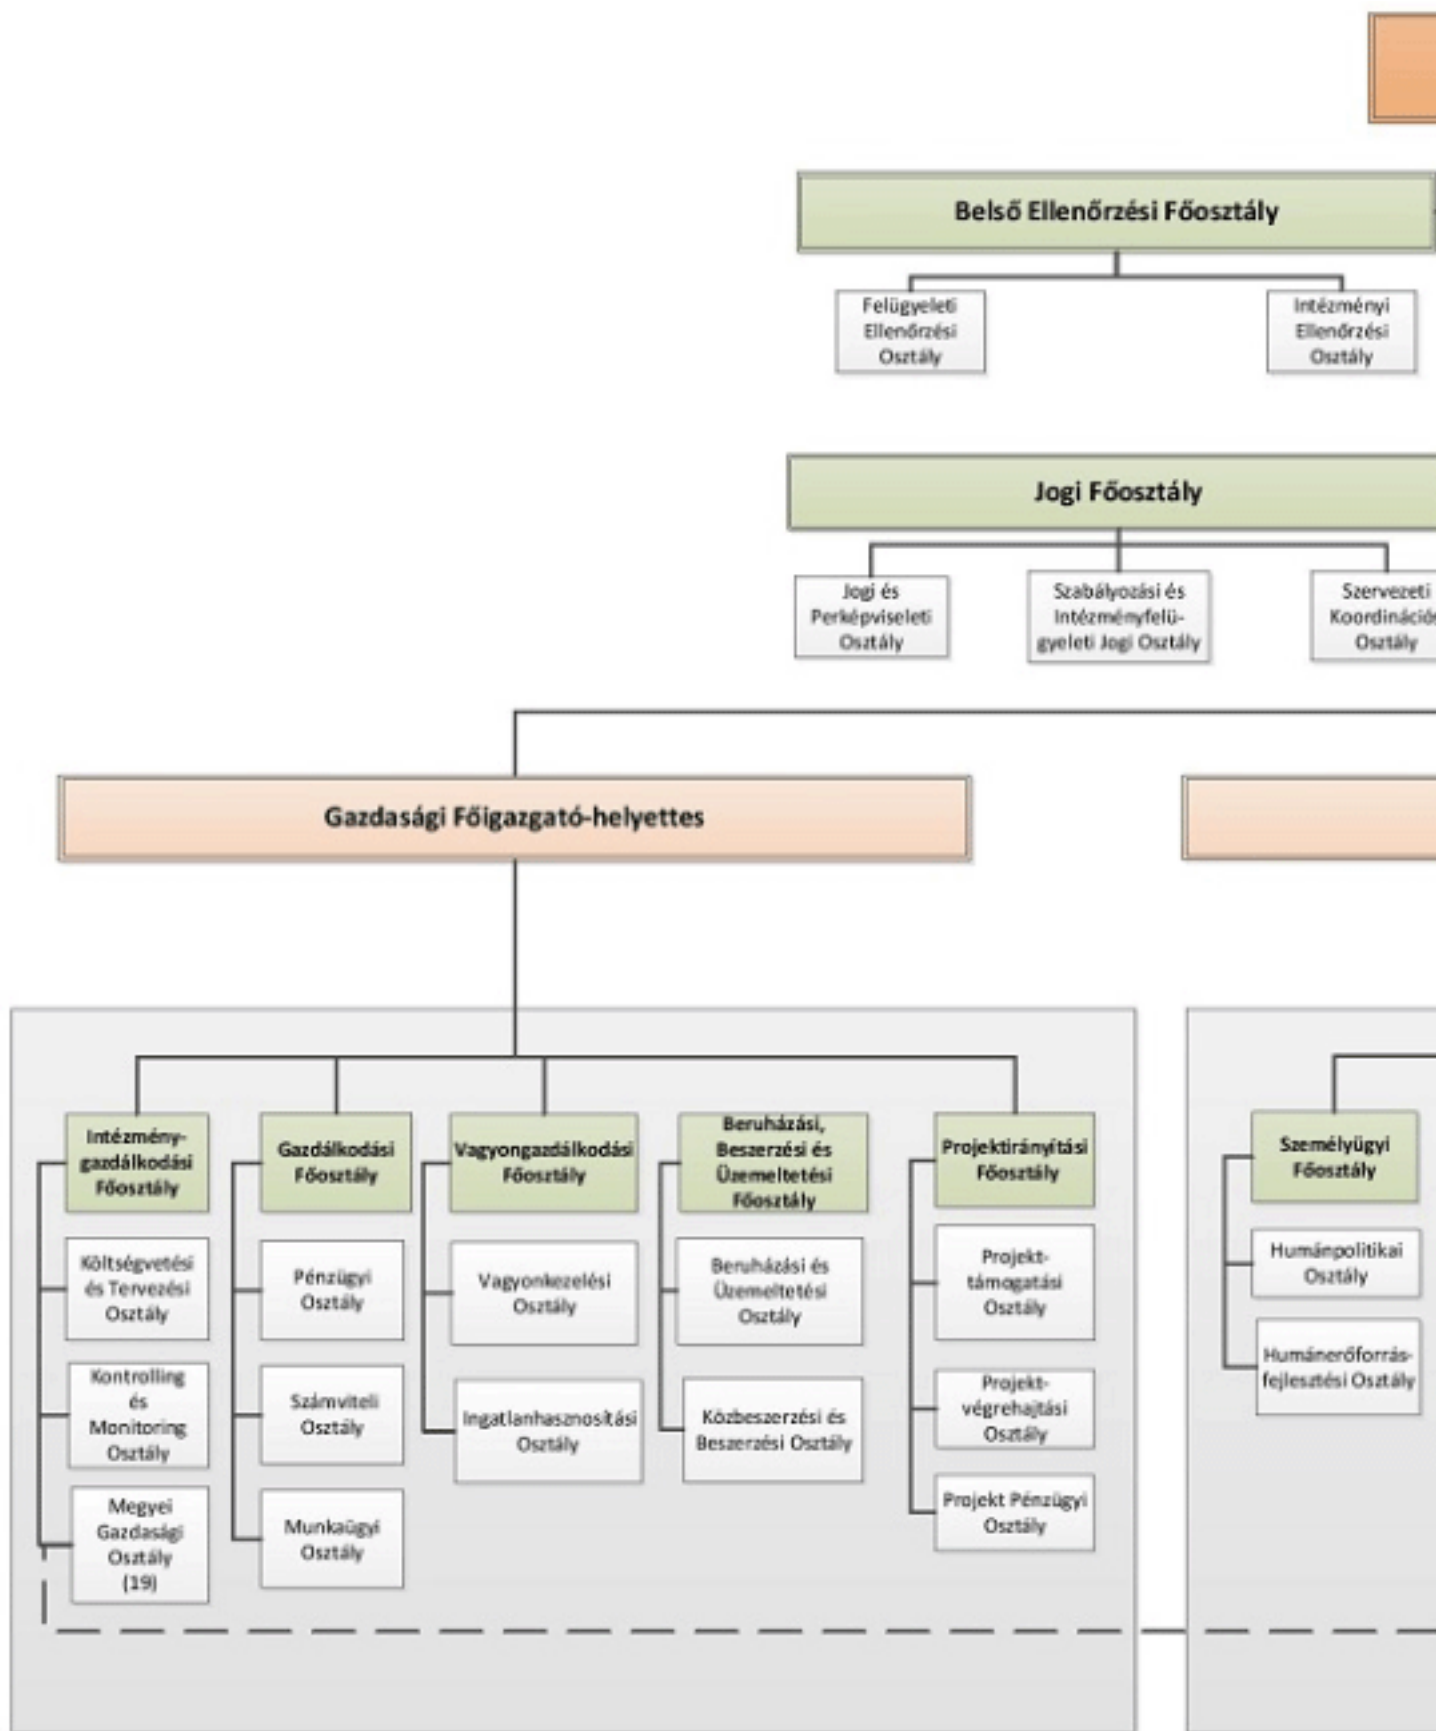 Belső Ellenőrzési Főosztály
Felügyeleti
Ellenőrzési
Osztály
Intézményi
Ellenőrzési
Osztály
Jogi Főosztály
Jogi és
Perképviseleti
Osztály
Szabályozási és
Intézményfelü-
gyeleti Jogi Osztály
Szervezeti
Koordinációs
Osztály
Gazdasági Főigazgató-helyettes
Intézmény-
gazdálkodási
Főosztály
Költségvetési
és Tervezési
Osztály
Kontrolling
és
Monitoring
Osztály
Megyei
Gazdasági
Osztály
(19)
Gazdálkodási
Főosztály
Pénzügyi
Osztály
Számviteli
Osztály
Munkaügyi
Osztály
Vagyongazdálkodási
Főosztály
Vagyonkezelési
Osztály
Ingatlanhasznosítási
Osztály
Beruházási,
Beszerzési és
Üzemeltetési
Főosztály
Beruházási és
Üzemeltetési
Osztály
Közbeszerzési és
Beszerzési Osztály
Projektirányítási
Főosztály
Projekt-
támogatási
Osztály
Projekt-
végrehajtási
Osztály
Projekt Pénzügyi
Osztály
Személyügyi
Főosztály
Humánpolitikai
Osztály
Humánerőforrás-
fejlesztési Osztály